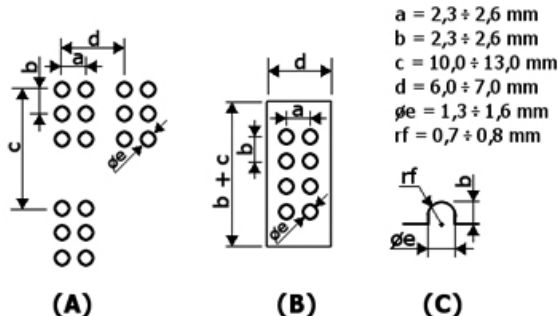 a = 2,3 ÷ 2,6 mm
b = 2,3 ÷ 2,6 mm
c = 10,0 ÷ 13,0 mm
d = 6,0 ÷ 7,0 mm
øe = 1,3 ÷ 1,6 mm
rf = 0,7 ÷ 0,8 mm
d
a
b
c
øe
d
a
b
b + c
øe
rf
b
øe
(A) (B) (C)